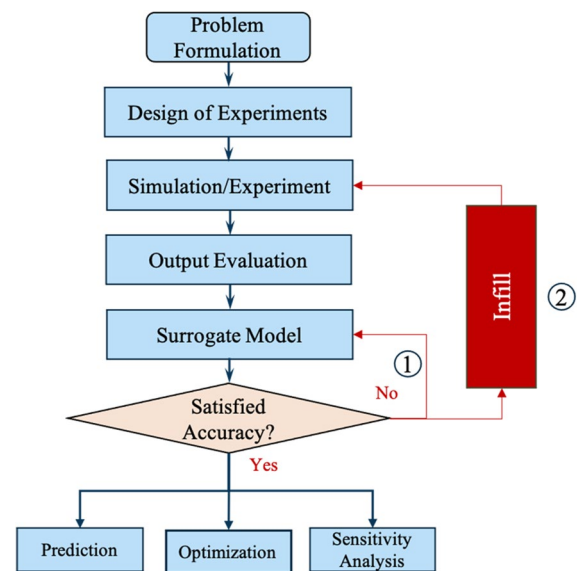 Problem
Formulation
Design of Experiments
Simulation/Experiment
Output Evaluation
Surrogate Model
Infill
②
①
No
Satisfied
Accuracy?
Yes
Prediction
Optimization
Sensitivity
Analysis